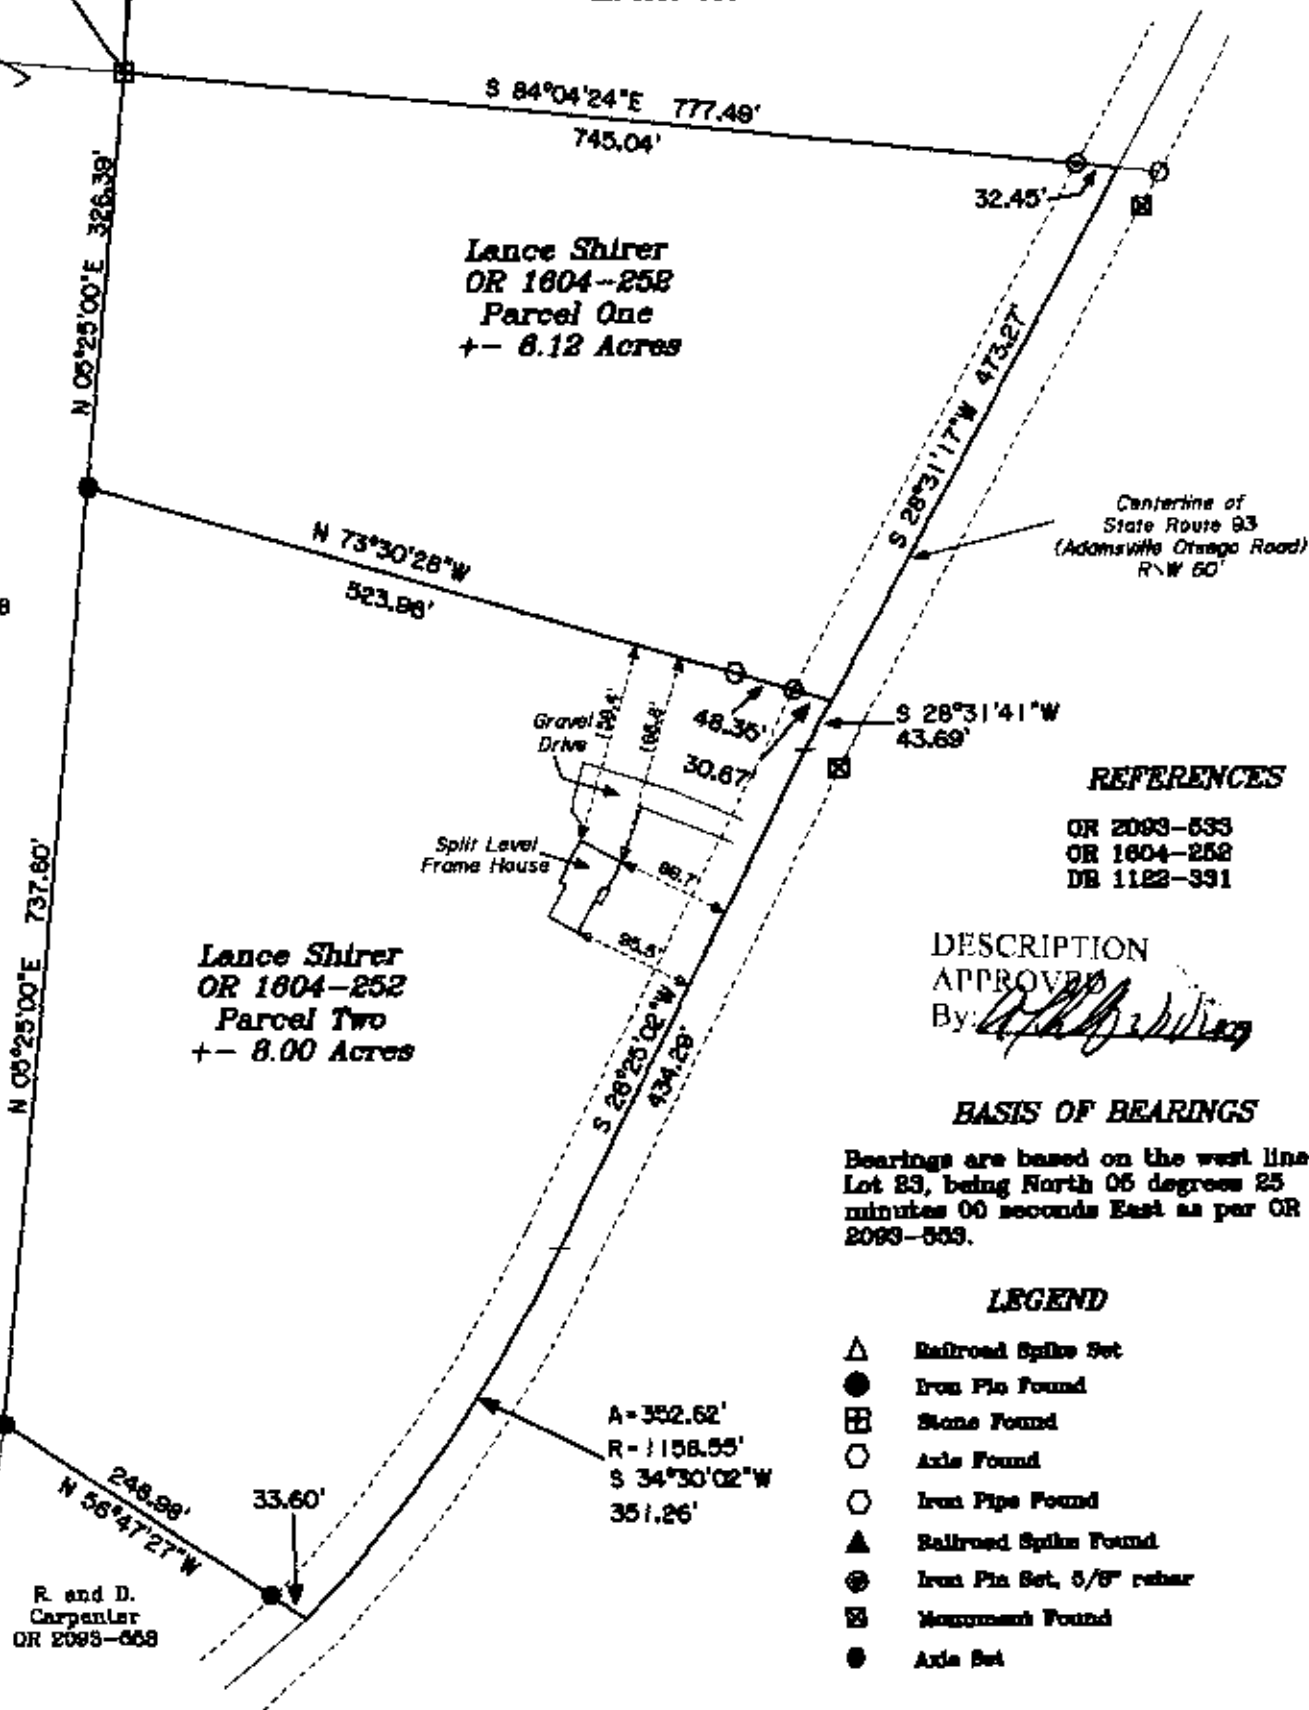 S 84°04'24"E 777.49'
745.04'
32.45'
N 05°25'00"E 326.39'
Lance Shirer
OR 1604-252
Parcel One
+- 6.12 Acres
S 28°31'17"W 473.27'
Centerline of
State Route 93
(Adamsville Otsego Road)
R\W 60'
N 73°30'28"W
523.98'
48.35'
30.67'
S 28°31'41"W
43.69'
Gravel
Drive
Split Level
Frame House
95.5'
REFERENCES
OR 2093-533
OR 1604-252
DR 1122-331
N 05°25'00"E 737.60'
Lance Shirer
OR 1604-252
Parcel Two
+- 8.00 Acres
S 28°25'02"W
434.29'
DESCRIPTION
APPROVED
By:
BASIS OF BEARINGS
Bearings are based on the west line
Lot 23, being North 05 degrees 25
minutes 00 seconds East as per OR
2093-553.
LEGEND
Railroad Spike Set
Iron Pin Found
Stone Found
Axle Found
Iron Pipe Found
Railroad Spike Found
Iron Pin Set, 5/8" rebar
Monument Found
Axle Set
A=352.62'
R=1158.55'
S 34°30'02"W
351.26'
248.98'
N 56°47'27"W
33.60'
R. and D.
Carpenter
OR 2093-553